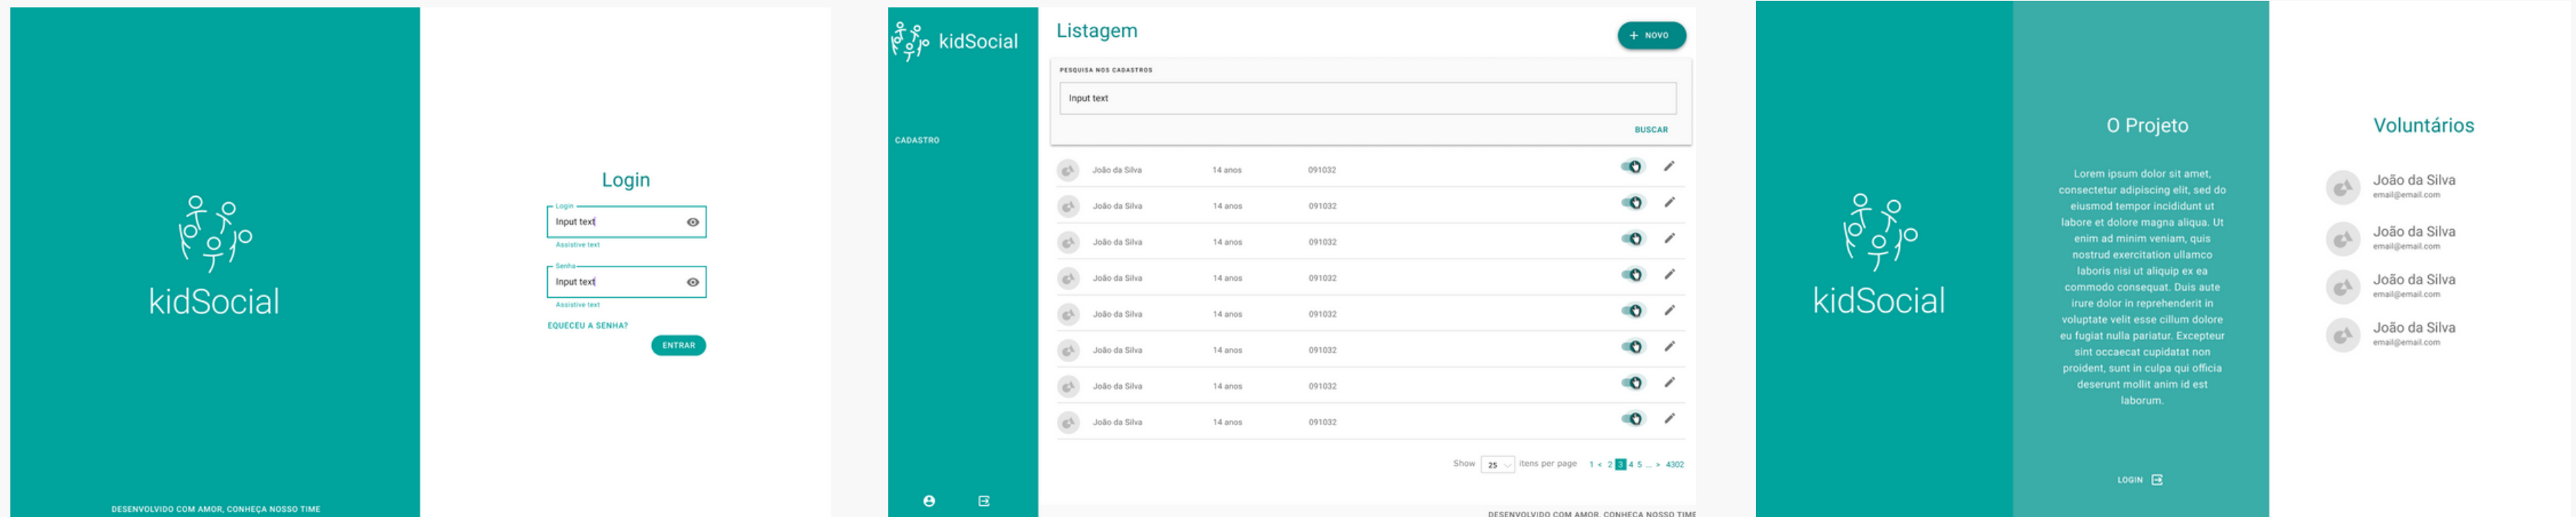 kidSocial
DESENVOLVIDO COM AMOR, CONHEÇA NOSSO TIME
Login
Login
Input text
Assistive text
Senha
Input text
Assistive text
EQUECEU A SENHA?
ENTRAR
kidSocial
CADASTRO
Listagem
+ NOVO
PESQUISA NOS CADASTROS
Input text
BUSCAR
João da Silva 14 anos 091032
João da Silva 14 anos 091032
João da Silva 14 anos 091032
João da Silva 14 anos 091032
João da Silva 14 anos 091032
João da Silva 14 anos 091032
João da Silva 14 anos 091032
João da Silva 14 anos 091032
Show 25 itens per page 1 < 2 3 4 5 ... > 4302
DESENVOLVIDO COM AMOR, CONHEÇA NOSSO TIME
kidSocial
O Projeto
Lorem ipsum dolor sit amet,
consectetur adipiscing elit, sed do
eiusmod tempor incididunt ut
labore et dolore magna aliqua. Ut
enim ad minim veniam, quis
nostrud exercitation ullamco
laboris nisi ut aliquip ex ea
commodo consequat. Duis aute
irure dolor in reprehenderit in
voluptate velit esse cillum dolore
eu fugiat nulla pariatur. Excepteur
sint occaecat cupidatat non
proident, sunt in culpa qui officia
deserunt mollit anim id est
laborum.
LOGIN
Voluntários
João da Silva
email@email.com
João da Silva
email@email.com
João da Silva
email@email.com
João da Silva
email@email.com